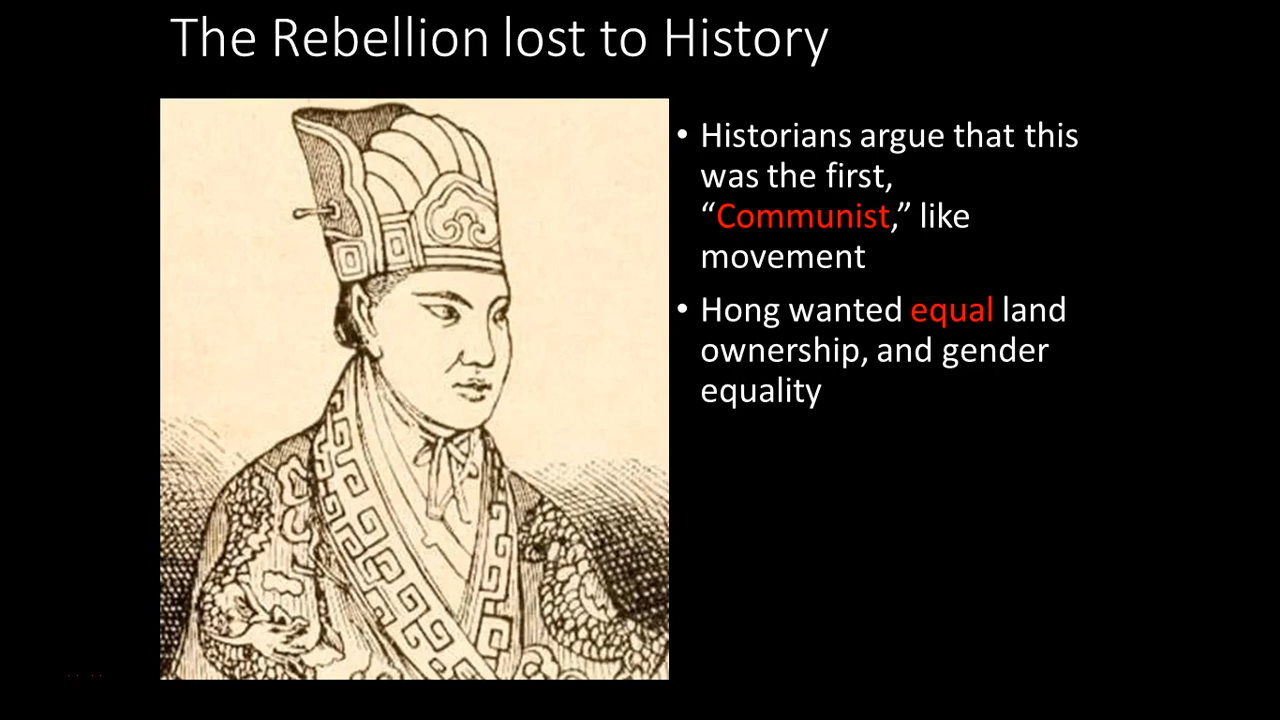 The Rebellion lost to History
• Historians argue that this
was the first,
“Communist,” like
movement
• Hong wanted equal land
ownership, and gender
equality